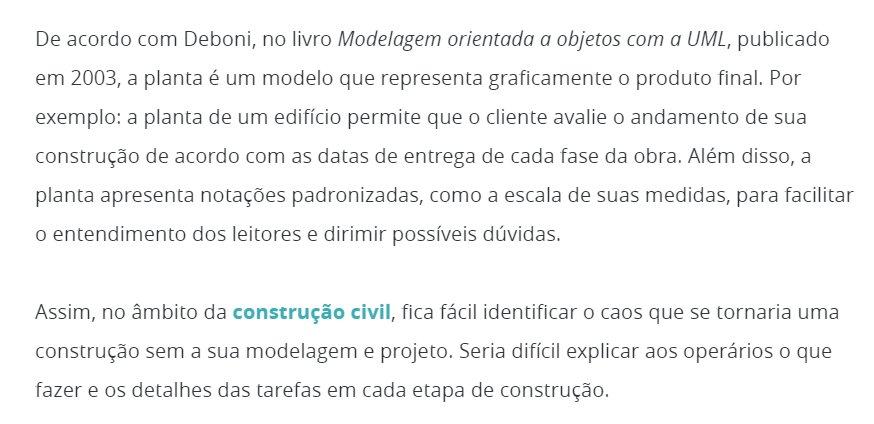 De acordo com Deboni, no livro Modelagem orientada a objetos com a UML, publicado
em 2003, a planta é um modelo que representa graficamente o produto final. Por
exemplo: a planta de um edifício permite que o cliente avalie o andamento de sua
construção de acordo com as datas de entrega de cada fase da obra. Além disso, a
planta apresenta notações padronizadas, como a escala de suas medidas, para facilitar
o entendimento dos leitores e dirimir possíveis dúvidas.
Assim, no âmbito da construção civil, fica fácil identificar o caos que se tornaria uma
construção sem a sua modelagem e projeto. Seria difícil explicar aos operários o que
fazer e os detalhes das tarefas em cada etapa de construção.